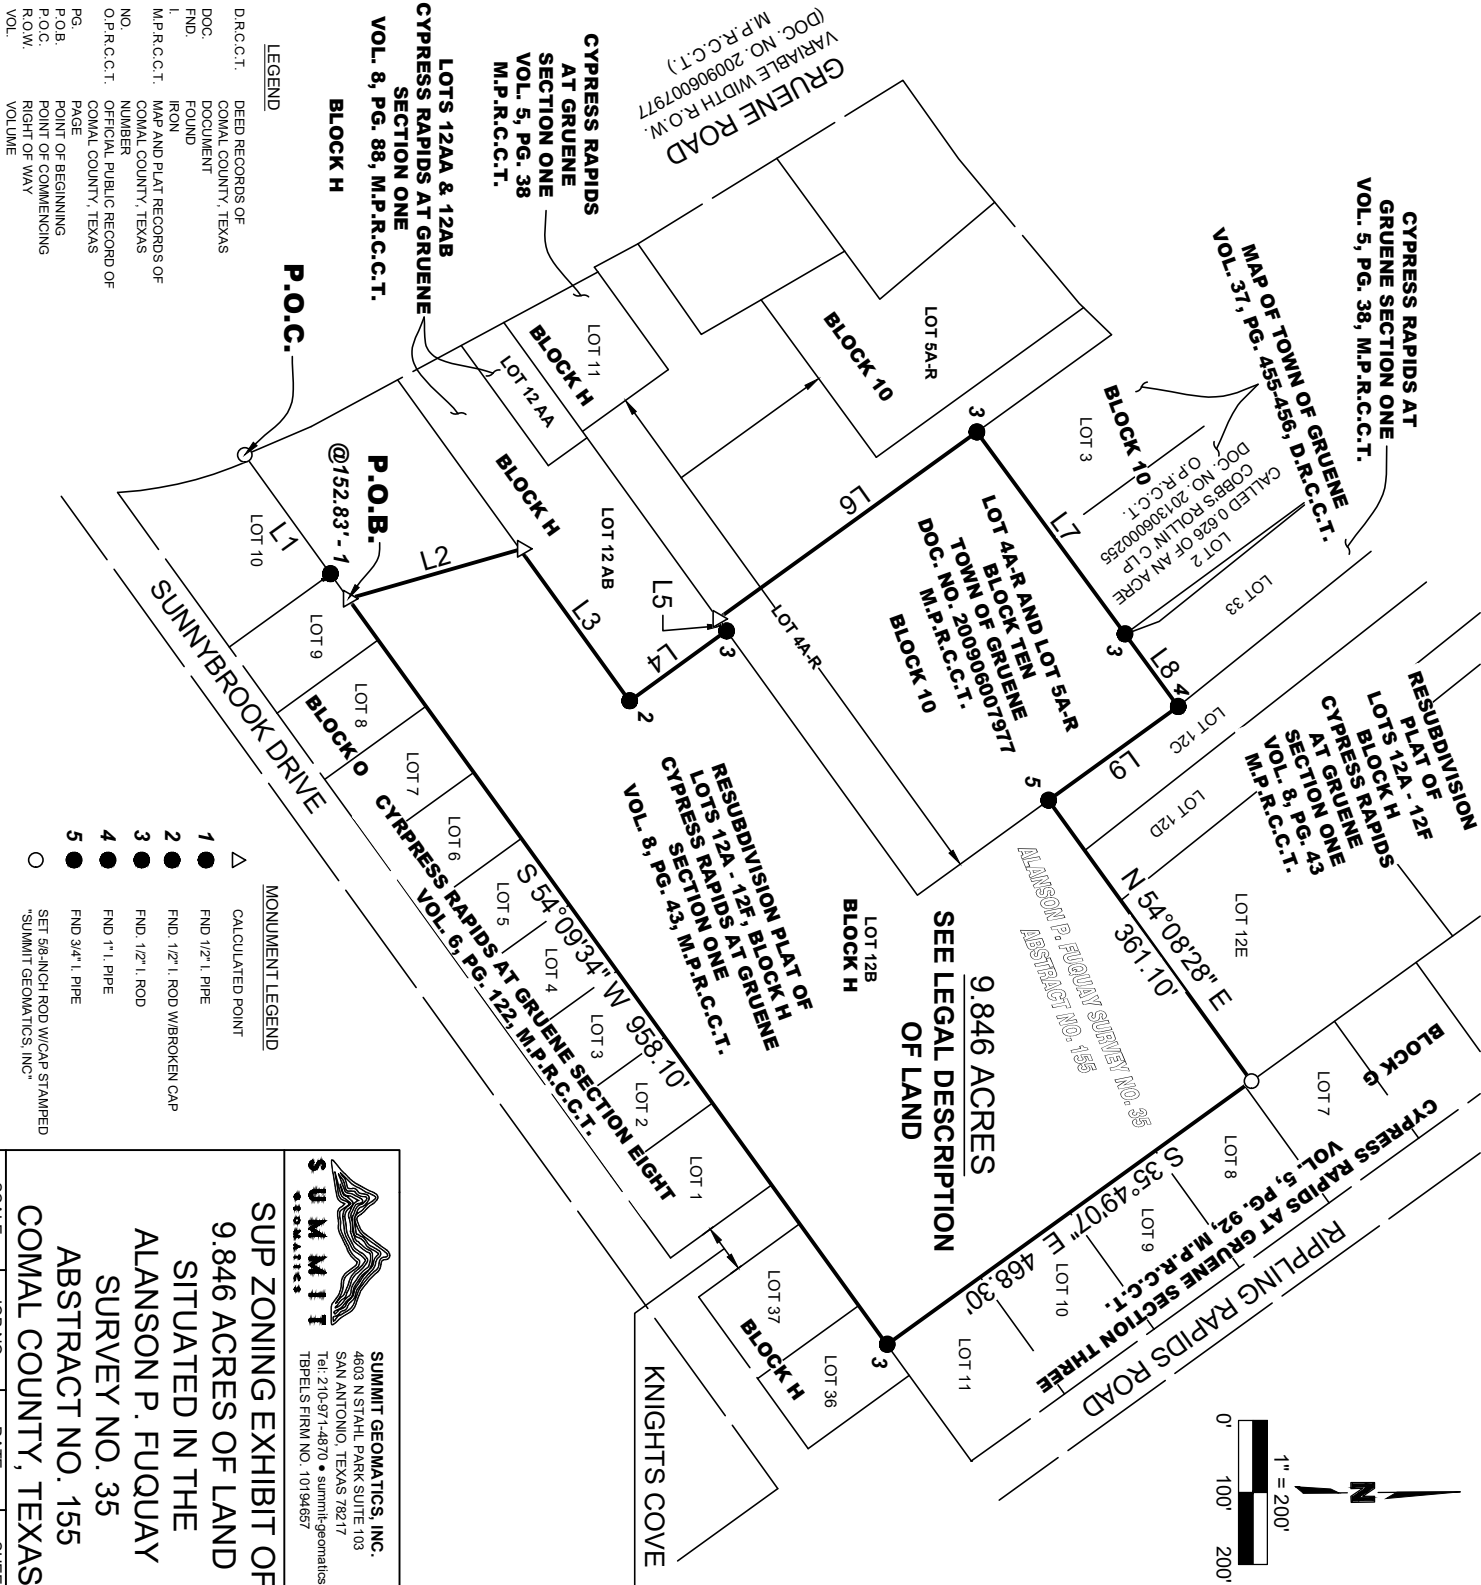 CYPRESS RAPIDS AT
GRUENE SECTION ONE
VOL. 5, PG. 38, M.P.R.C.C.T.
MAP OF TOWN OF GRUENE
VOL. 37, PG. 455-456, D.R.C.C.T.
GRUENE ROAD
VARIABLE WIDTH R.O.W.
(DOC. NO. 200906007977
M.P.R.C.C.T.)
CYPRESS RAPIDS
AT GRUENE
SECTION ONE
VOL. 5, PG. 38
M.P.R.C.C.T.
LOTS 12AA & 12AB
CYPRESS RAPIDS AT GRUENE
SECTION ONE
VOL. 8, PG. 88, M.P.R.C.C.T.
BLOCK H
LOT 5A-R
BLOCK 10
LOT 11
BLOCK H
LOT 12 AA
BLOCK H
LOT 12 AB
LOT 3
BLOCK 10
LOT 2
CALLED 0.626 OF AN ACRE
COBB'S ROLLIN' C LP
DOC. NO. 201306000255
O.P.R.C.C.T.
LOT 33
LOT 4A-R AND LOT 5A-R
BLOCK TEN
TOWN OF GRUENE
DOC. NO. 200906007977
M.P.R.C.C.T.
BLOCK 10
LOT 4A-R
LOT 12C
LOT 12D
LOT 12E
RESUBDIVISION
PLAT OF
LOTS 12A - 12F
BLOCK H
CYPRESS RAPIDS
AT GRUENE
SECTION ONE
VOL. 8, PG. 43
M.P.R.C.C.T.
P.O.C.
P.O.B.
@152.83'- 1
L1
L2
L3
L4
L5
L6
L7
L8
L9
2
3
3
3
4
5
3
N 54°08'28" E
361.10'
S 35°49'07" E 468.30'
S 54°09'34" W 958.10'
ALANSON P. FUQUAY SURVEY NO. 35
ABSTRACT NO. 155
9.846 ACRES
SEE LEGAL DESCRIPTION
OF LAND
LOT 12B
BLOCK H
RESUBDIVISION PLAT OF
LOTS 12A - 12F, BLOCK H
CYPRESS RAPIDS AT GRUENE
SECTION ONE
VOL. 8, PG. 43, M.P.R.C.C.T.
LOT 10
LOT 9
LOT 8
BLOCK O
LOT 7
LOT 6
LOT 5
LOT 4
LOT 3
LOT 2
LOT 1
CYRPRESS RAPIDS AT GRUENE SECTION EIGHT
VOL. 6, PG. 122, M.P.R.C.C.T.
SUNNYBROOK DRIVE
BLOCK G
LOT 7
LOT 8
LOT 9
LOT 10
LOT 11
CYPRESS RAPIDS AT GRUENE SECTION THREE
VOL. 5, PG. 92, M.P.R.C.C.T.
RIPPLING RAPIDS ROAD
LOT 37
LOT 36
BLOCK H
KNIGHTS COVE
N
1" = 200'
0' 100' 200'
LEGEND
D.R.C.C.T. DEED RECORDS OF
COMAL COUNTY, TEXAS
DOC. DOCUMENT
FND. FOUND
I. IRON
M.P.R.C.C.T. MAP AND PLAT RECORDS OF
COMAL COUNTY, TEXAS
NO. NUMBER
O.P.R.C.C.T. OFFICIAL PUBLIC RECORD OF
COMAL COUNTY, TEXAS
PG. PAGE
P.O.B. POINT OF BEGINNING
P.O.C. POINT OF COMMENCING
R.O.W. RIGHT OF WAY
VOL. VOLUME
MONUMENT LEGEND
CALCULATED POINT
1 FND 1/2" I. PIPE
2 FND. 1/2" I. ROD W/BROKEN CAP
3 FND. 1/2" I. ROD
4 FND 1" I. PIPE
5 FND 3/4" I. PIPE
SET 5/8-INCH ROD W/CAP STAMPED
"SUMMIT GEOMATICS, INC"
SUMMIT
GEOMATICS
SUMMIT GEOMATICS, INC.
4603 N STAHL PARK SUITE 103
SAN ANTONIO, TEXAS 78217
Tel: 210-971-4870 • summit-geomatics
TBPELS FIRM NO. 10194657
SUP ZONING EXHIBIT OF
9.846 ACRES OF LAND
SITUATED IN THE
ALANSON P. FUQUAY
SURVEY NO. 35
ABSTRACT NO. 155
COMAL COUNTY, TEXAS